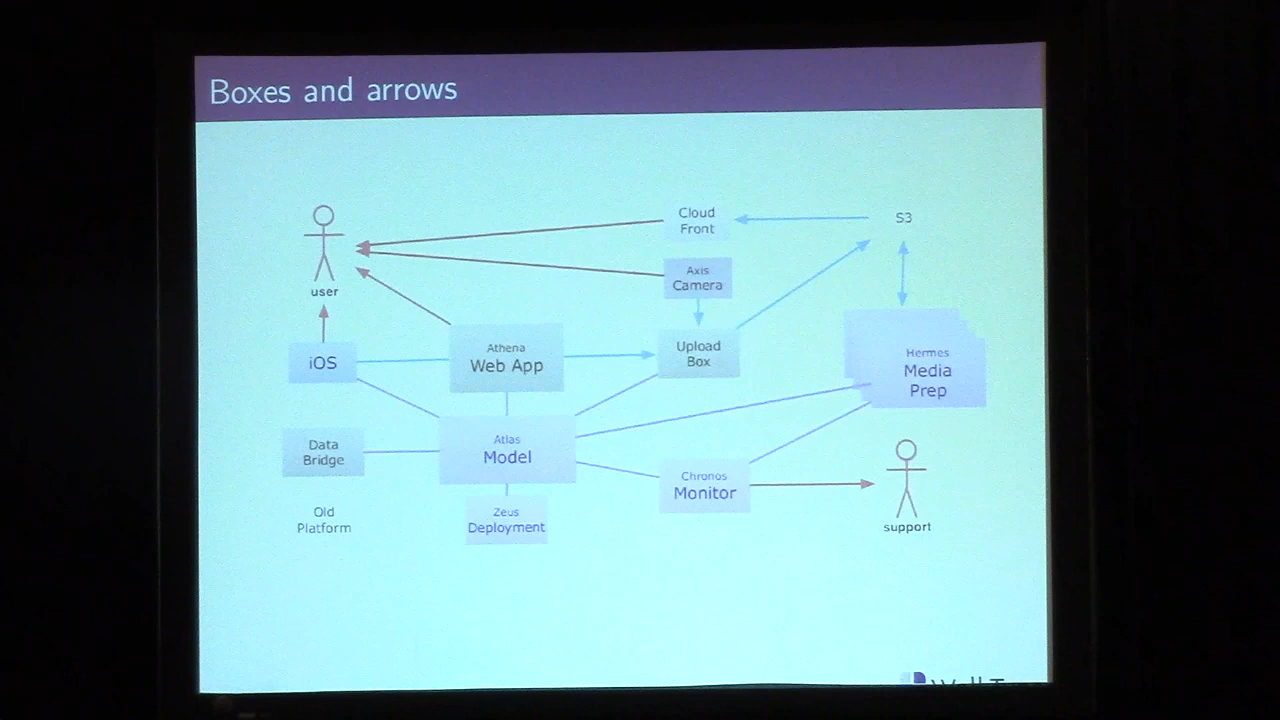 Boxes and arrows
Cloud
Front
S3
user
Axis
Camera
iOS
Athena
Web App
Upload
Box
Hermes
Media
Prep
Data
Bridge
Atlas
Model
Chronos
Monitor
Old
Platform
Zeus
Deployment
support